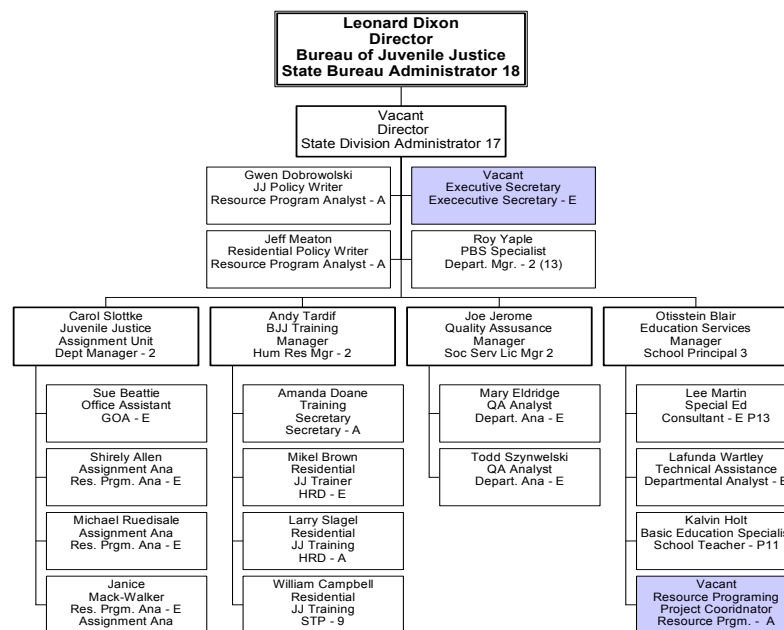 Leonard Dixon
Director
Bureau of Juvenile Justice
State Bureau Administrator 18
Vacant
Director
State Division Administrator 17
Gwen Dobrowolski
JJ Policy Writer
Resource Program Analyst - A
Vacant
Executive Secretary
Exececutive Secretary - E
Jeff Meaton
Residential Policy Writer
Resource Program Analyst - A
Roy Yaple
PBS Specialist
Depart. Mgr. - 2 (13)
Carol Slottke
Juvenile Justice
Assignment Unit
Dept Manager - 2
Sue Beattie
Office Assistant
GOA - E
Shirely Allen
Assignment Ana
Res. Prgm. Ana - E
Michael Ruedisale
Assignment Ana
Res. Prgm. Ana - E
Janice
Mack-Walker
Res. Prgm. Ana - E
Assignment Ana
Andy Tardif
BJJ Training
Manager
Hum Res Mgr - 2
Amanda Doane
Training
Secretary
Secretary - A
Mikel Brown
Residential
JJ Trainer
HRD - E
Larry Slagel
Residential
JJ Training
HRD - A
William Campbell
Residential
JJ Training
STP - 9
Joe Jerome
Quality Assusance
Manager
Soc Serv Lic Mgr 2
Mary Eldridge
QA Analyst
Depart. Ana - E
Todd Szynwelski
QA Analyst
Depart. Ana - E
Otisstein Blair
Education Services
Manager
School Principal 3
Lee Martin
Special Ed
Consultant - E P13
Lafunda Wartley
Technical Assistance
Departmental Analyst - E
Kalvin Holt
Basic Education Specialis
School Teacher - P11
Vacant
Resource Programing
Project Coordnator
Resource Prgm. - A